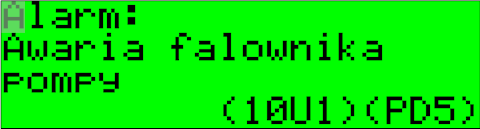 Alarm:
Awaria falownika
pompy
(10U1)(PD5)